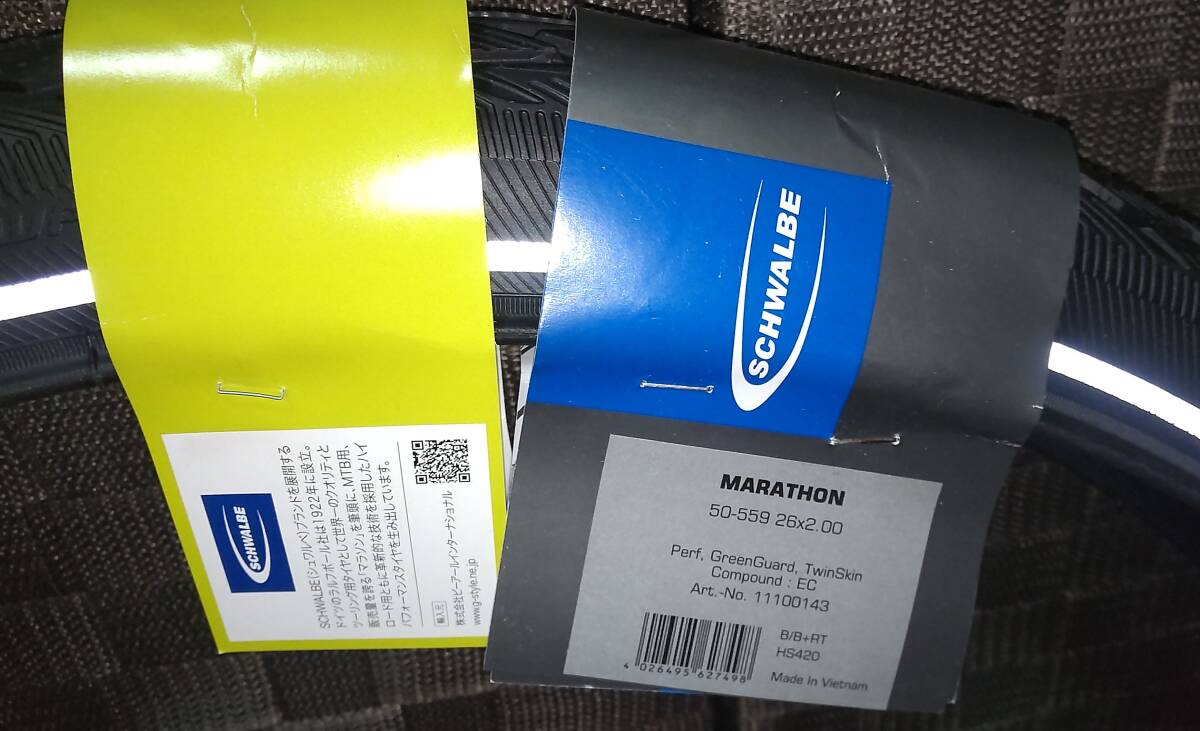 SCHWALBE
SCHWALBE(シュワルベ)ブランドを展開する
ドイツのラルフボール社は1922年に設立。
ツーリング用タイヤとして世界一のクオリティと
販売量を誇る「マラソン」を筆頭に、MTB用、
ロード用ともに革新的な技術を採用したハイ
パフォーマンスタイヤを生み出しています。
輸入元
株式会社ピーアールインターナショナル
www.g-style.ne.jp
SCHWALBE
MARATHON
50-559 26x2.00
Perf, GreenGuard, TwinSkin
Compound : EC
Art.-No. 11100143
B/B+RT
HS420
4 026495 627498
Made in Vietnam